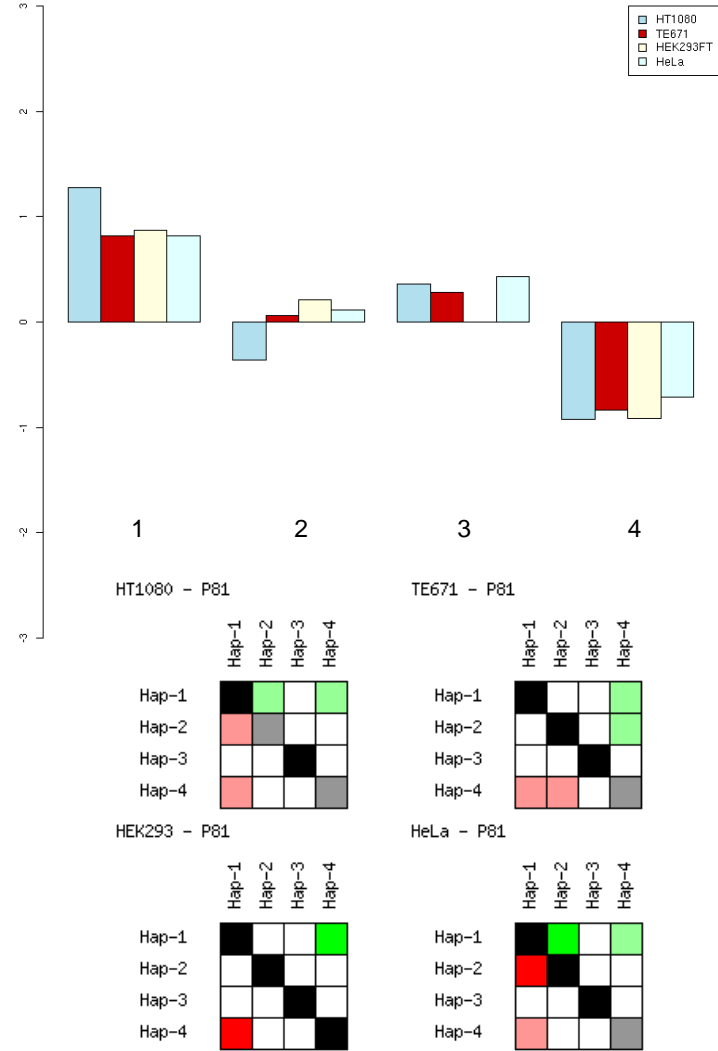 3
HT1080
TE671
HEK293FT
HeLa
2
1
0
-1
-2
-3
1 2 3 4
HT1080 - P81 TE671 - P81
Hap-1 Hap-2 Hap-3 Hap-4 Hap-1 Hap-2 Hap-3 Hap-4
Hap-1 Hap-1
Hap-2 Hap-2
Hap-3 Hap-3
Hap-4 Hap-4
HEK293 - P81 HeLa - P81
Hap-1 Hap-2 Hap-3 Hap-4 Hap-1 Hap-2 Hap-3 Hap-4
Hap-1 Hap-1
Hap-2 Hap-2
Hap-3 Hap-3
Hap-4 Hap-4